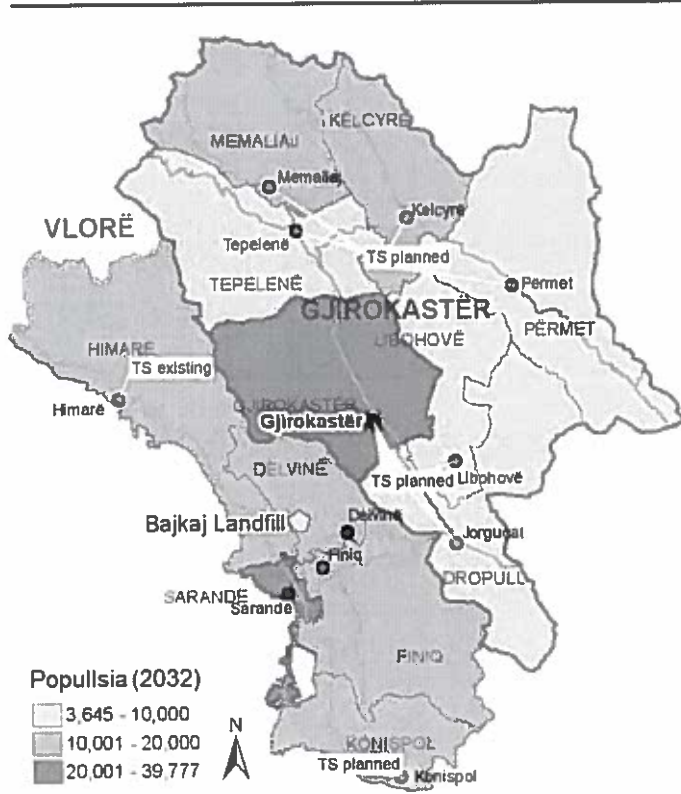 KËLCYRË
MEMALIAJ
Memaliaj
Kelcyrë
VLORË
Tepelenë
TS planned
TEPELENË
Përmet
GJIROKASTËR
LIBOHOVË
PËRMET
HIMARË
TS existing
GJIROKASTËR
Himarë
Gjirokastër
DELVINË
TS planned
Libohovë
Bajkaj Landfill
Delvinë
Jorguçat
Finiq
DROPULL
SARANDË
Sarandë
FINIQ
Popullsia (2032)
3,645 - 10,000
N
10,001 - 20,000
KONISPOL
20,001 - 39,777
TS planned
Konispol